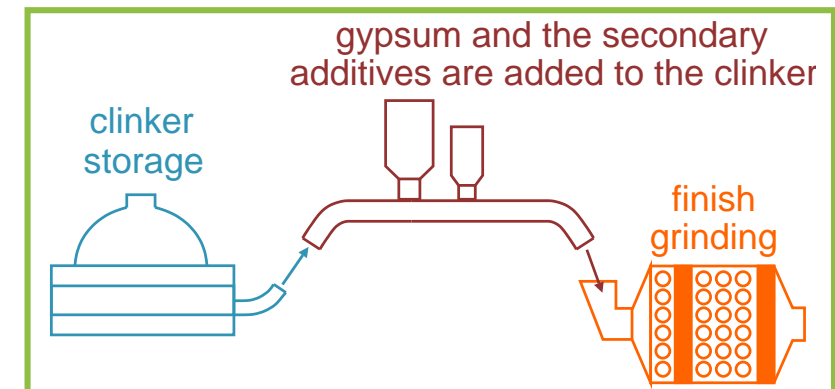 gypsum and the secondary
additives are added to the clinker
clinker
storage
finish
grinding